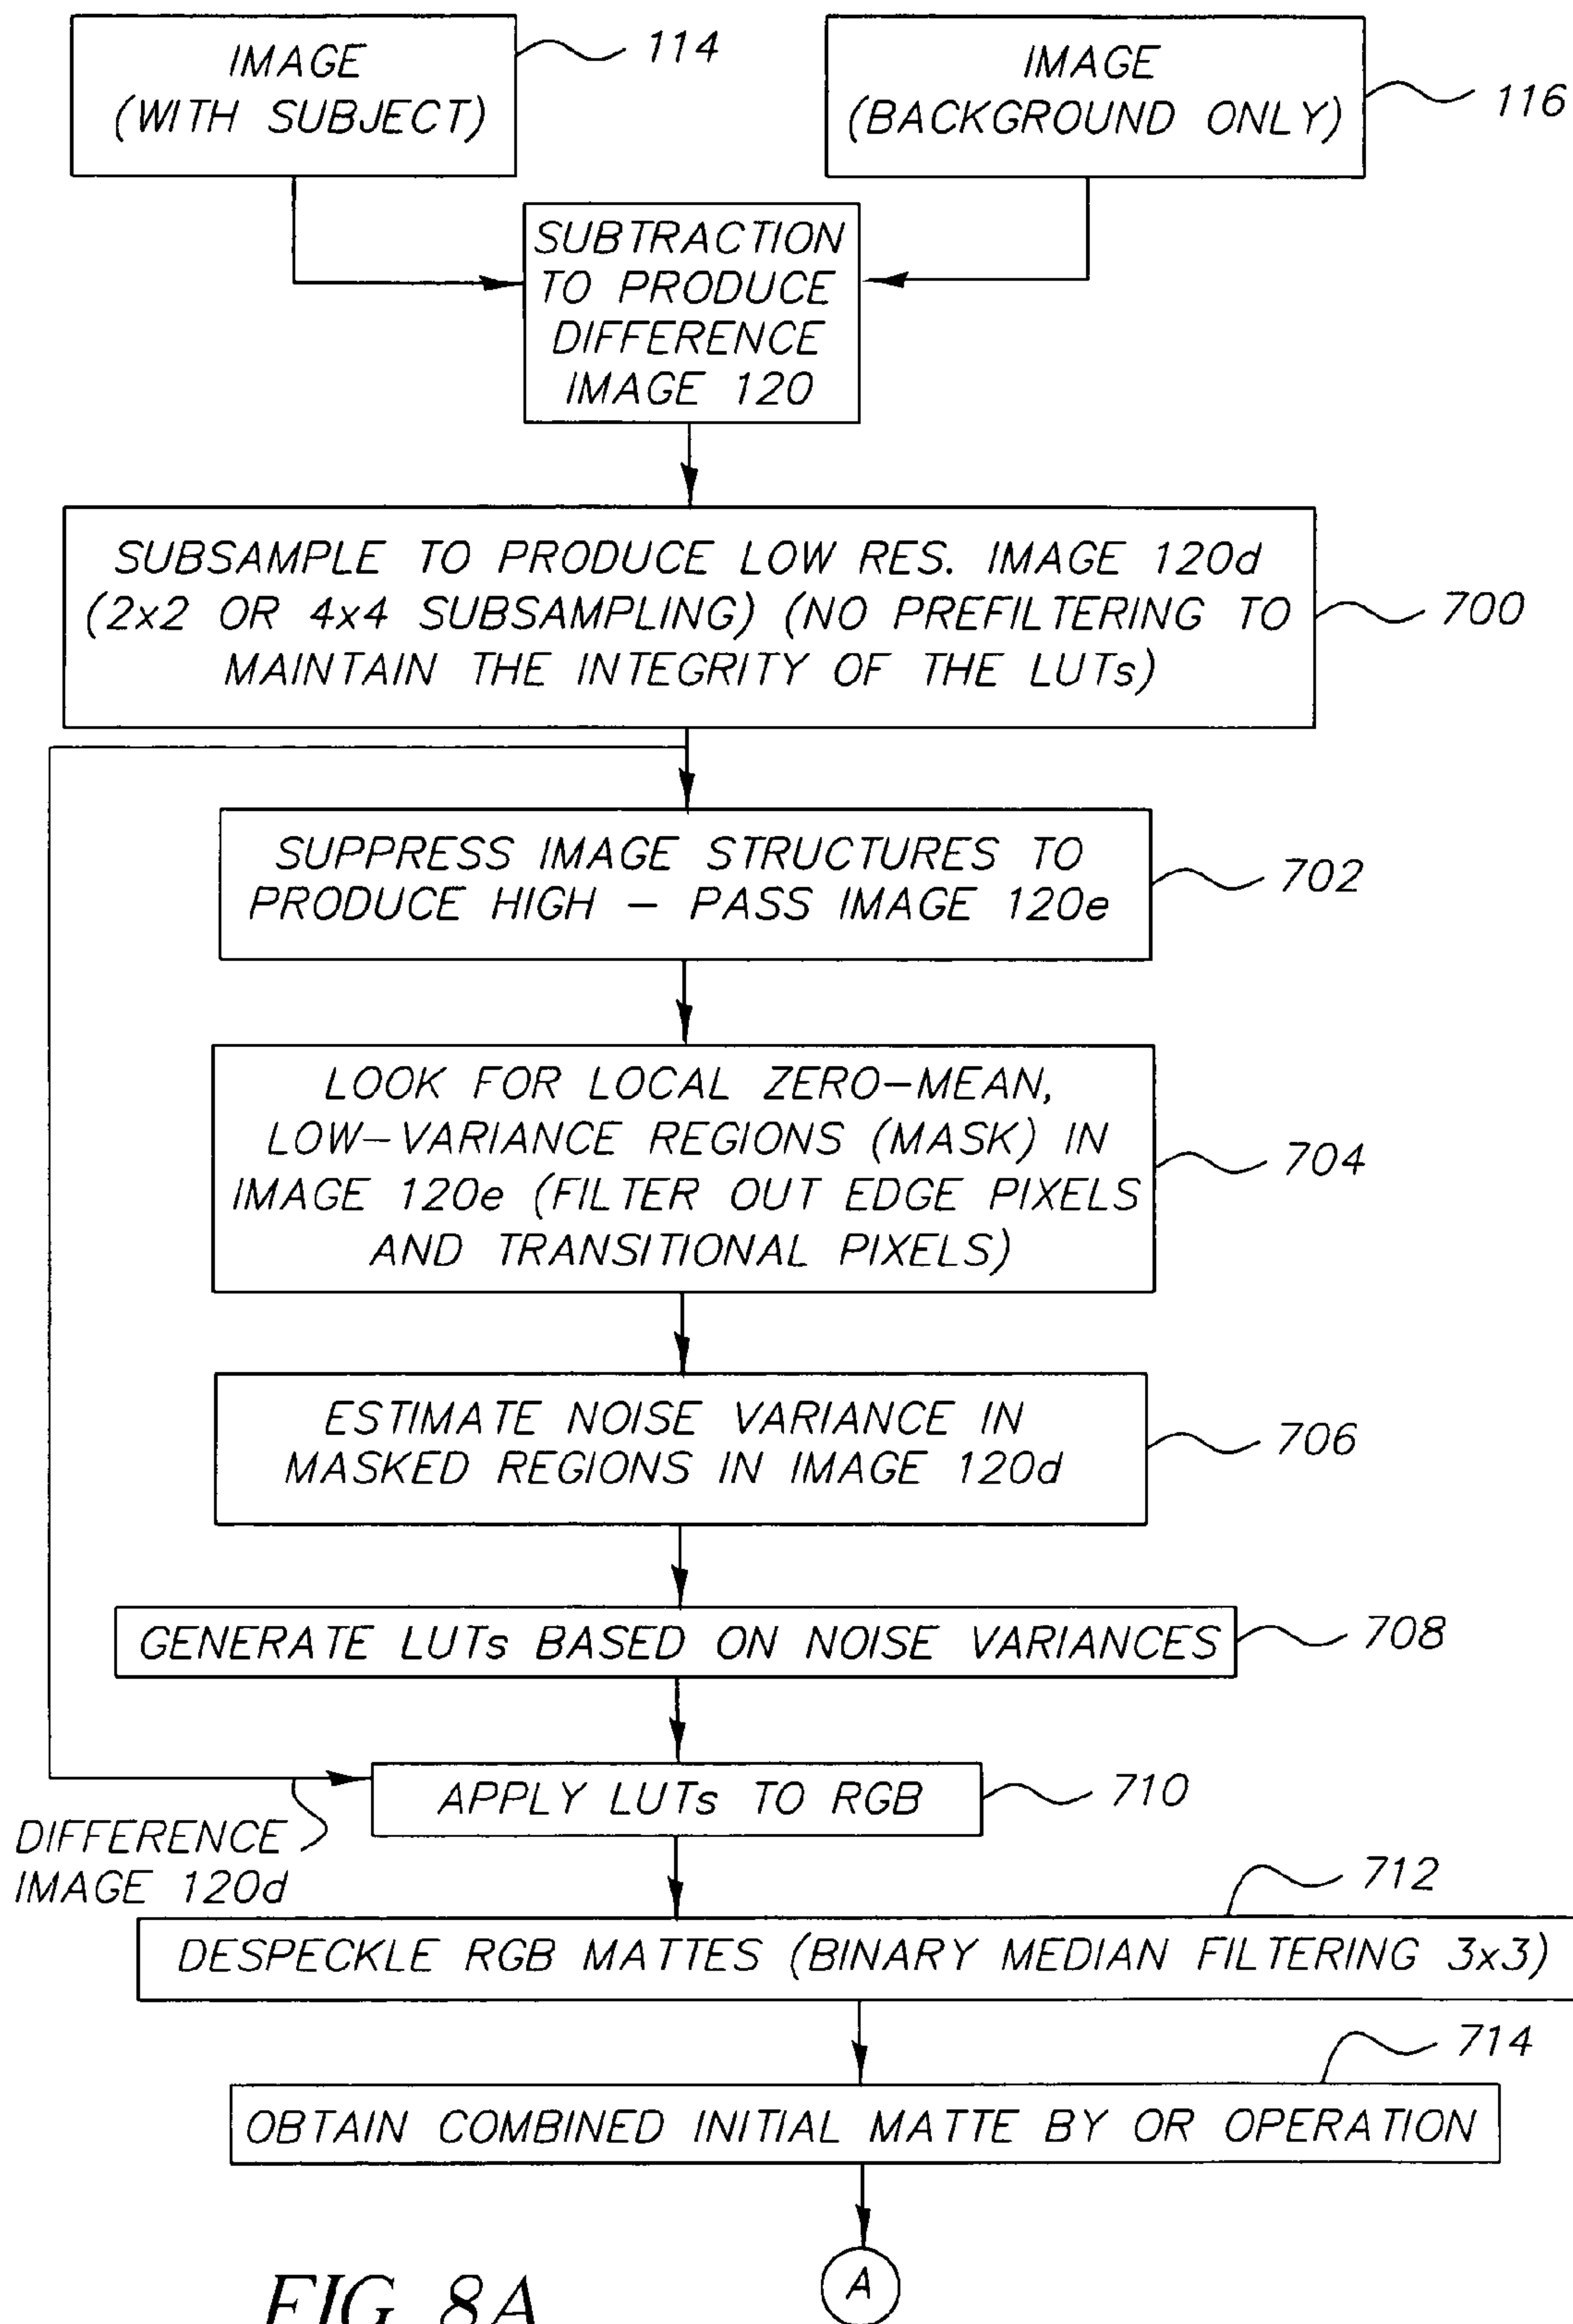 IMAGE
(WITH SUBJECT)
114
IMAGE
(BACKGROUND ONLY)
116
SUBTRACTION
TO PRODUCE
DIFFERENCE
IMAGE 120
SUBSAMPLE TO PRODUCE LOW RES. IMAGE 120d
(2x2 OR 4x4 SUBSAMPLING) (NO PREFILTERING TO
MAINTAIN THE INTEGRITY OF THE LUTs)
700
SUPPRESS IMAGE STRUCTURES TO
PRODUCE HIGH – PASS IMAGE 120e
702
LOOK FOR LOCAL ZERO–MEAN,
LOW–VARIANCE REGIONS (MASK) IN
IMAGE 120e (FILTER OUT EDGE PIXELS
AND TRANSITIONAL PIXELS)
704
ESTIMATE NOISE VARIANCE IN
MASKED REGIONS IN IMAGE 120d
706
GENERATE LUTs BASED ON NOISE VARIANCES
708
APPLY LUTs TO RGB
710
DIFFERENCE
IMAGE 120d
712
DESPECKLE RGB MATTES (BINARY MEDIAN FILTERING 3x3)
714
OBTAIN COMBINED INITIAL MATTE BY OR OPERATION
A
FIG. 8A